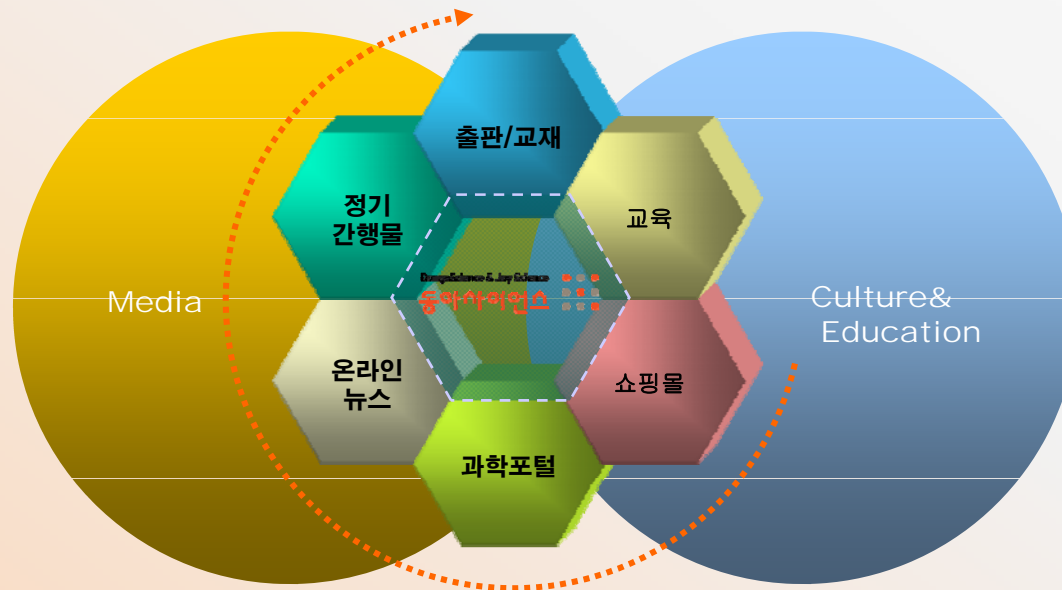 출판/교재
정기
간행물
교육
동아사이언스
Media
Culture&
Education
온라인
뉴스
쇼핑몰
과학포털